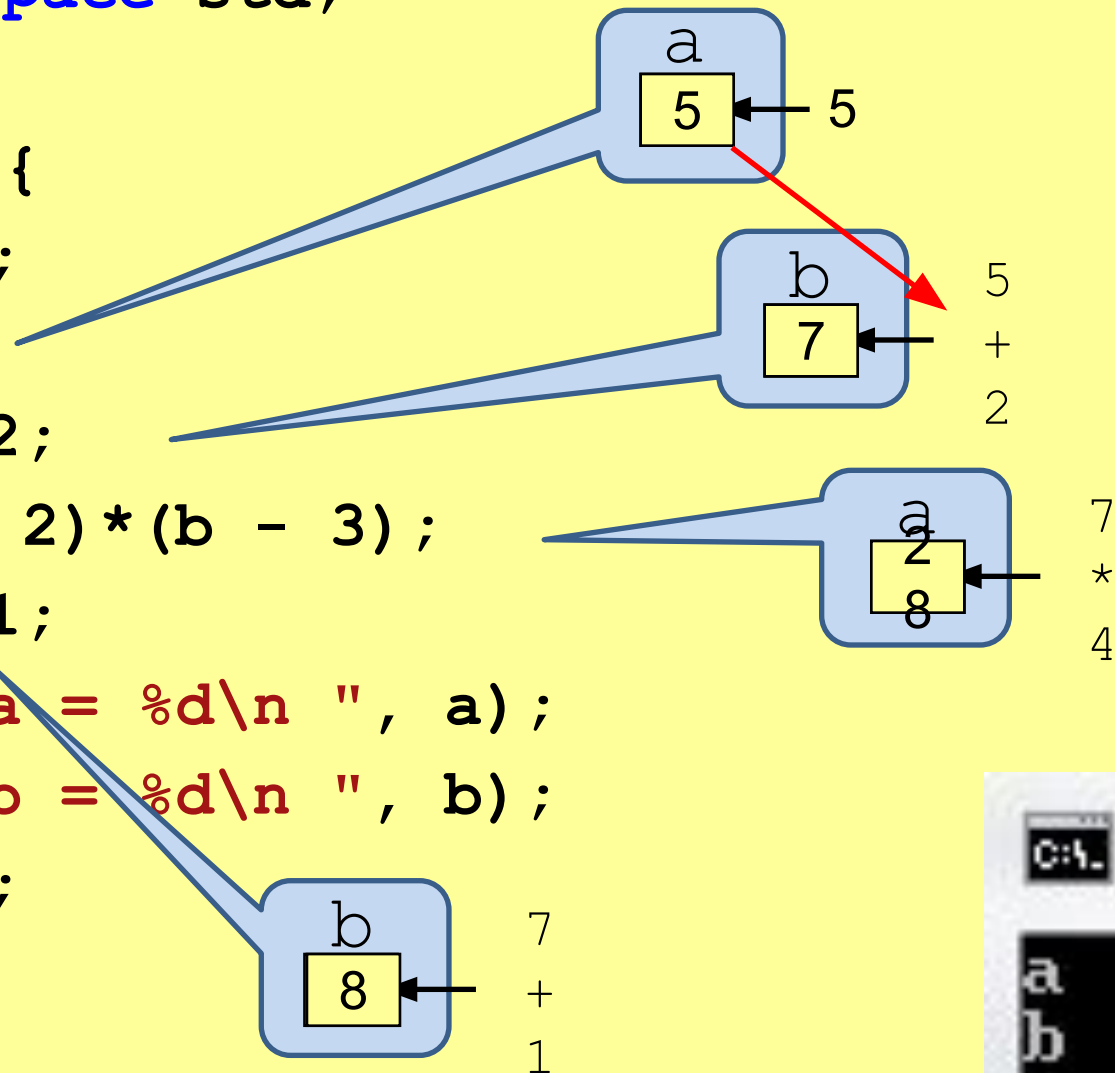 pace std;
a
5 5
{
;
b
7
5
+
2
2;
2)*(b - 3);
a
2
8
7
*
4
1;
a = %d\n ", a);
b = %d\n ", b);
;
b
8
7
+
1
C:\_
a
b